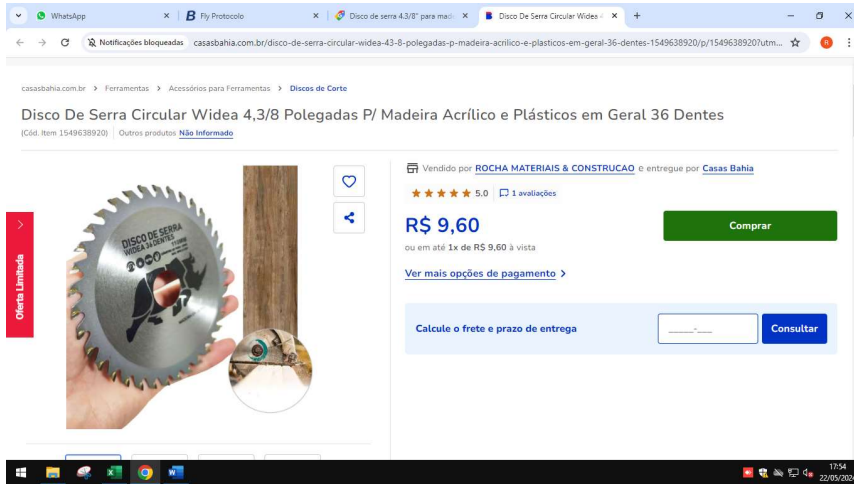 WhatsApp
Fly Protocolo
Disco de serra 4.3/8" para mad
Disco De Serra Circular Widea 4
Notificações bloqueadas
casasbahia.com.br/disco-de-serra-circular-widea-43-8-polegadas-p-madeira-acrilico-e-plasticos-em-geral-36-dentes-1549638920/p/1549638920?utm...
R
casasbahia.com.br > Ferramentas > Acessórios para Ferramentas > Discos de Corte
Disco De Serra Circular Widea 4,3/8 Polegadas P/ Madeira Acrílico e Plásticos em Geral 36 Dentes
(Cód. Item 1549638920) Outros produtos Não Informado
Oferta Limitada
DISCO DE SERRA
WIDEA 36 DENTES
Vendido por ROCHA MATERIAIS & CONSTRUCAO e entregue por Casas Bahia
5.0 1 avaliações
R$ 9,60
Comprar
ou em até 1x de R$ 9,60 à vista
Ver mais opções de pagamento >
Calcule o frete e prazo de entrega
_____-___
Consultar
17:54
22/05/2024